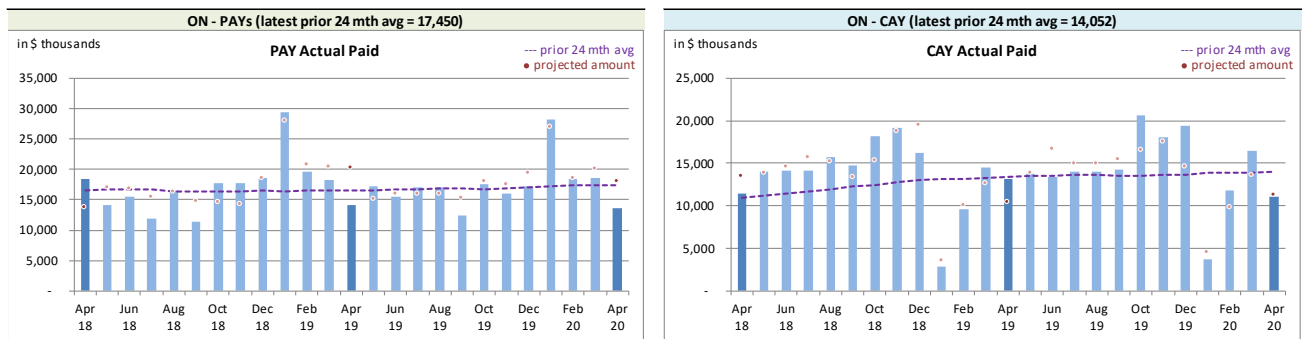 ON - PAYs (latest prior 24 mth avg = 17,450)
in $ thousands
PAY Actual Paid
--- prior 24 mth avg
• projected amount
35,000
30,000
25,000
20,000
15,000
10,000
5,000
-
Apr Jun Aug Oct Dec Feb Apr Jun Aug Oct Dec Feb Apr
18 18 18 18 18 19 19 19 19 19 19 20 20
ON - CAY (latest prior 24 mth avg = 14,052)
in $ thousands
CAY Actual Paid
--- prior 24 mth avg
• projected amount
25,000
20,000
15,000
10,000
5,000
-
Apr Jun Aug Oct Dec Feb Apr Jun Aug Oct Dec Feb Apr
18 18 18 18 18 19 19 19 19 19 19 20 20